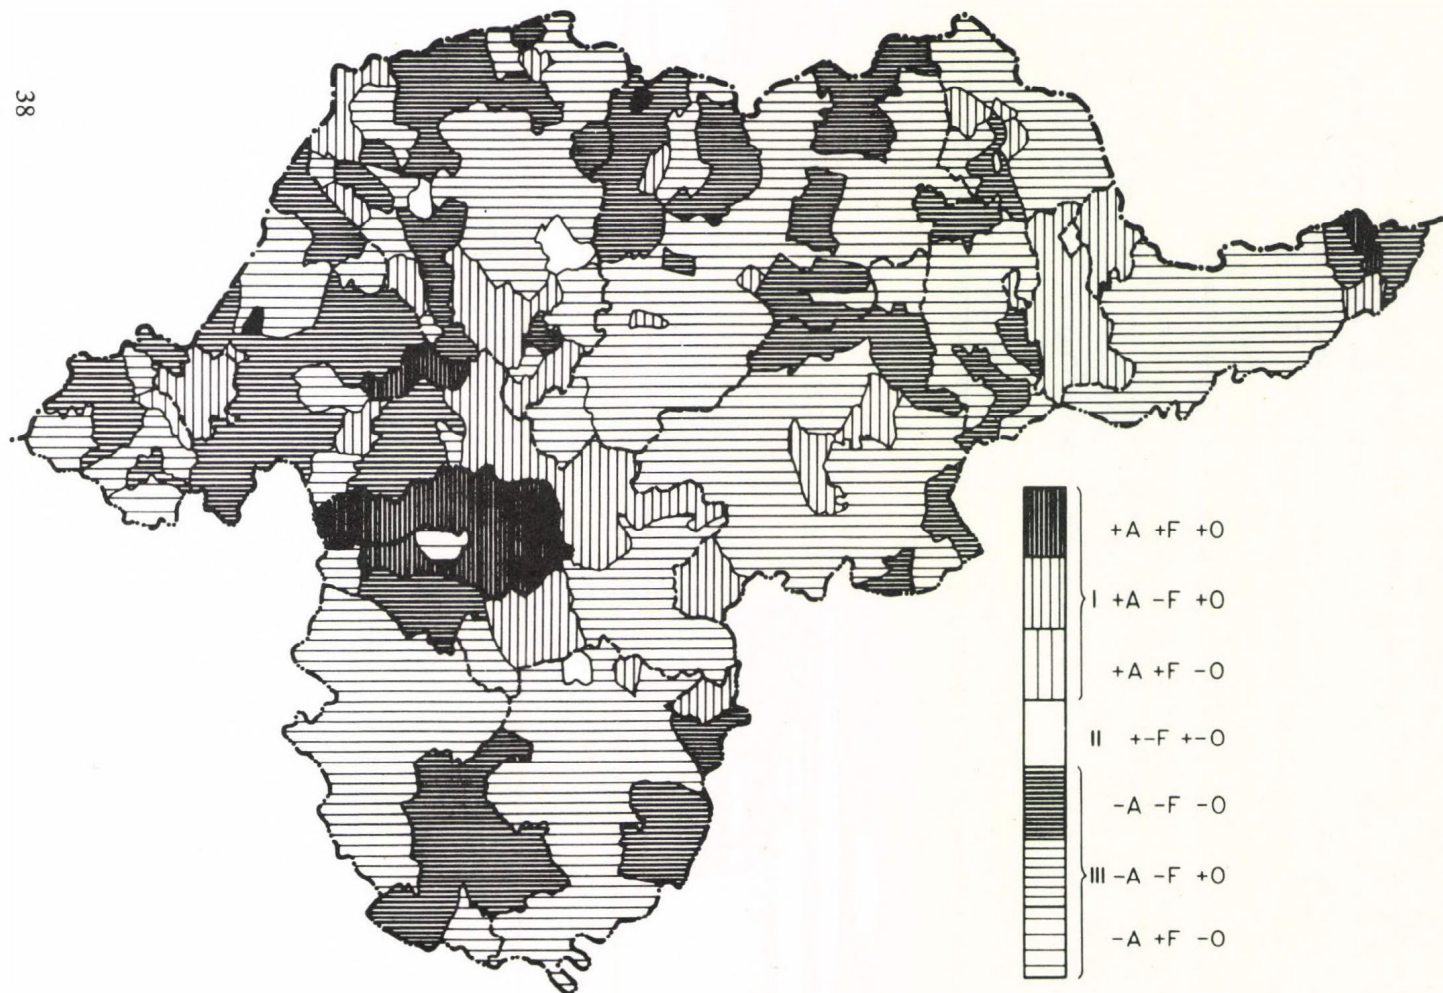 38
+A +F +O
I +A -F +O
+A +F -O
II +-F +-O
-A -F -O
III -A -F +O
-A +F -O